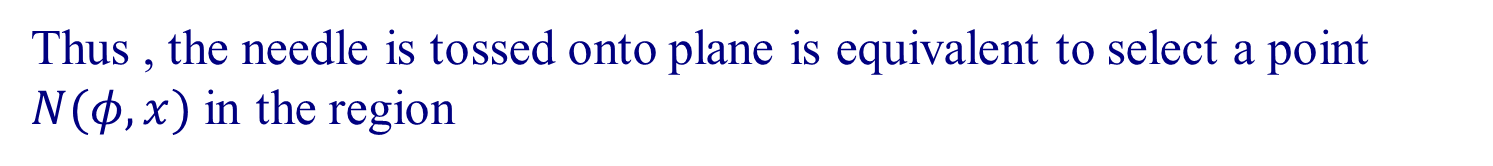 Thus , the needle is tossed onto plane is equivalent to select a point
N(ϕ, x) in the region